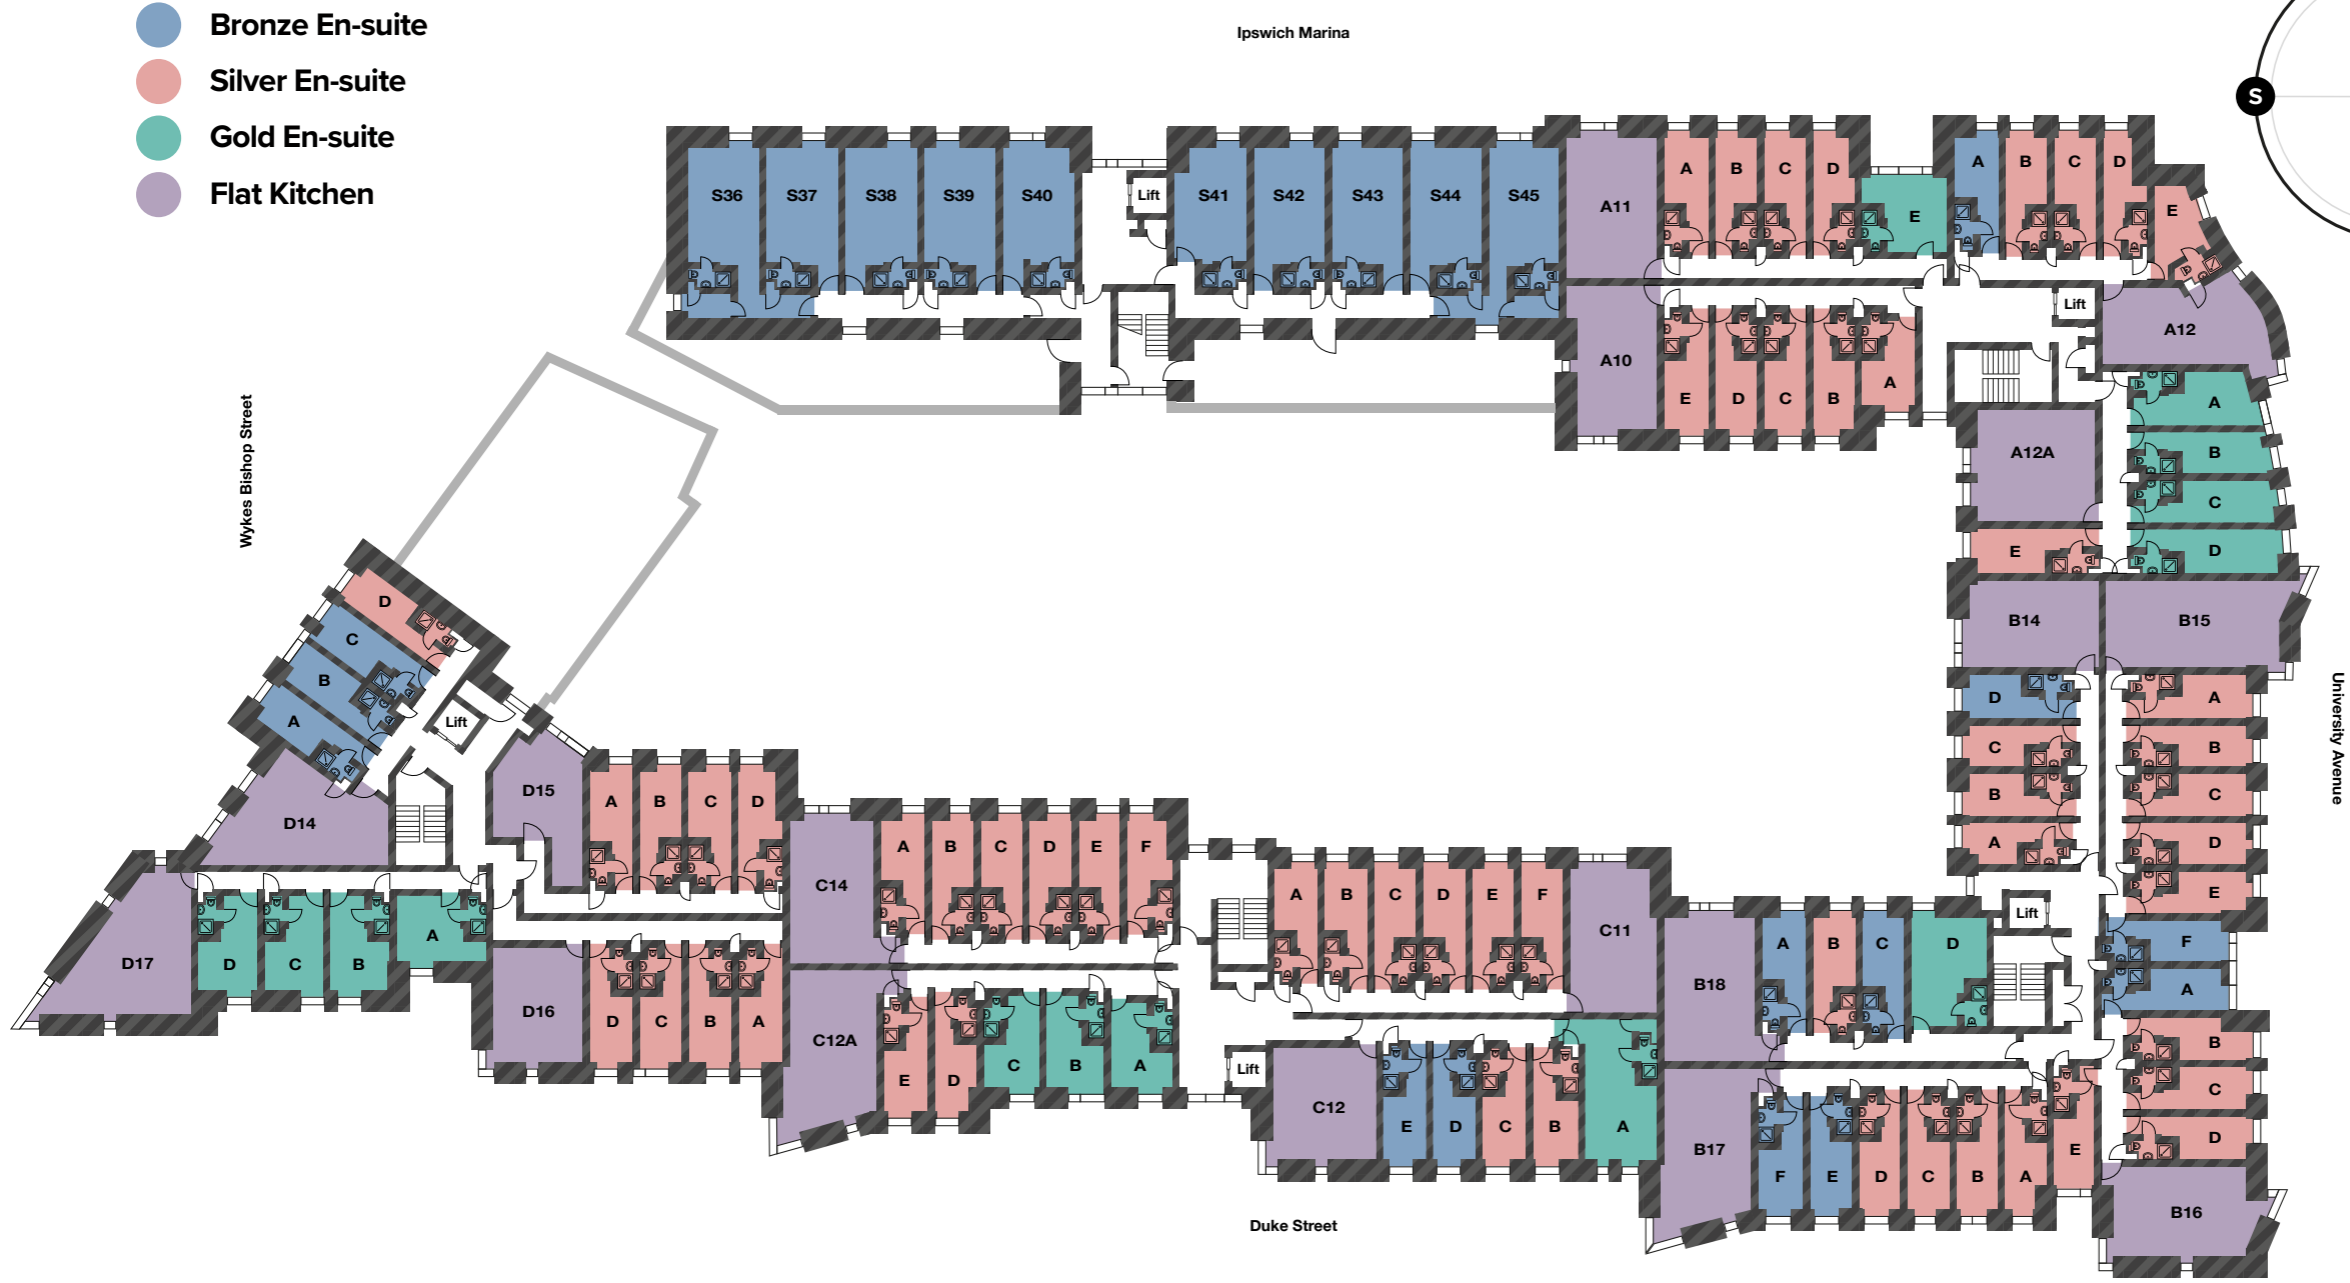 Bronze En-suite
Silver En-suite
Gold En-suite
Flat Kitchen
Ipswich Marina
S
S36 S37 S38 S39 S40 Lift S41 S42 S43 S44 S45
A11 A B C D E
A B C D E
Lift
A12
A10 E D C B A
A12A
A
B
C
D
E
Wykes Bishop Street
B14 B15
University Avenue
D
C
B
A
Lift
D14
D
C
B
A
A
B
C
D
E
D15 A B C D
C14 A B C D E F
A B C D E F C11
B18 A B C D
Lift
F
A
D17 D C B A
D16 D C B A
C12A E D C B A
Lift
C12 E D C B A
B17 F E D C B A E
B
C
D
B16
Duke Street